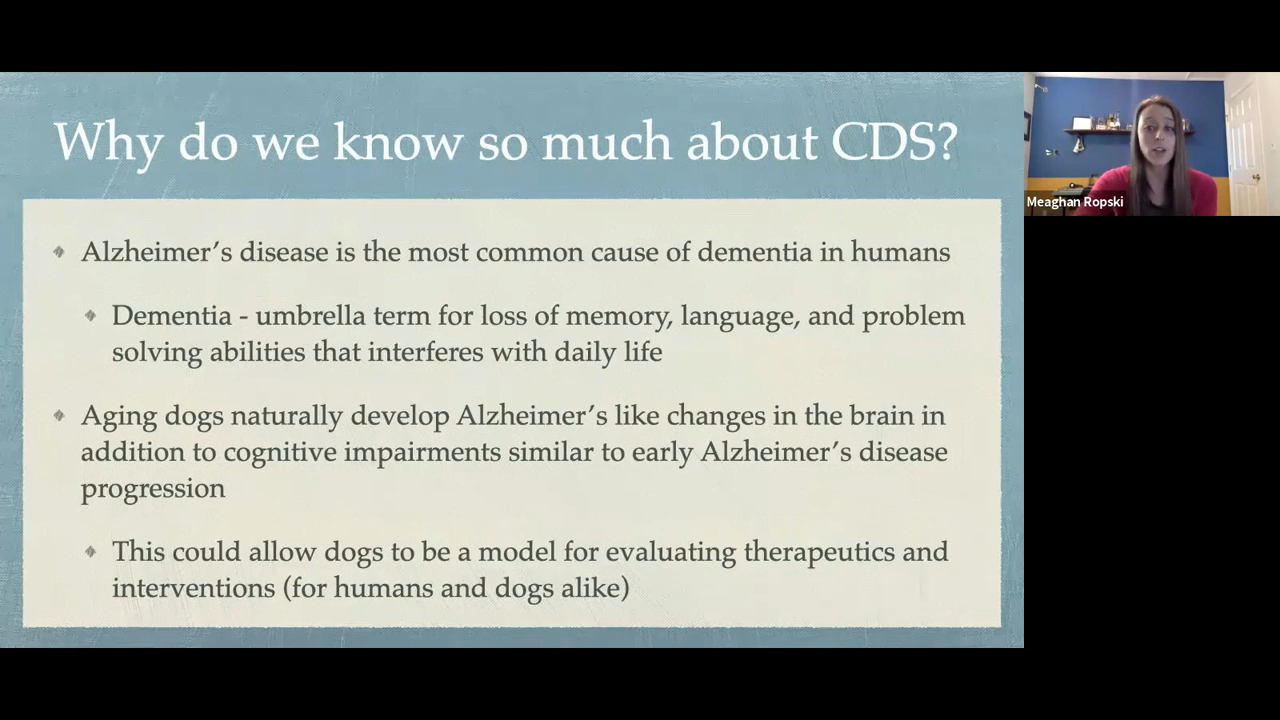 Why do we know so much about CDS?
Alzheimer's disease is the most common cause of dementia in humans
Dementia - umbrella term for loss of memory, language, and problem
solving abilities that interferes with daily life
Aging dogs naturally develop Alzheimer's like changes in the brain in
addition to cognitive impairments similar to early Alzheimer's disease
progression
This could allow dogs to be a model for evaluating therapeutics and
interventions (for humans and dogs alike)
Meaghan Ropski